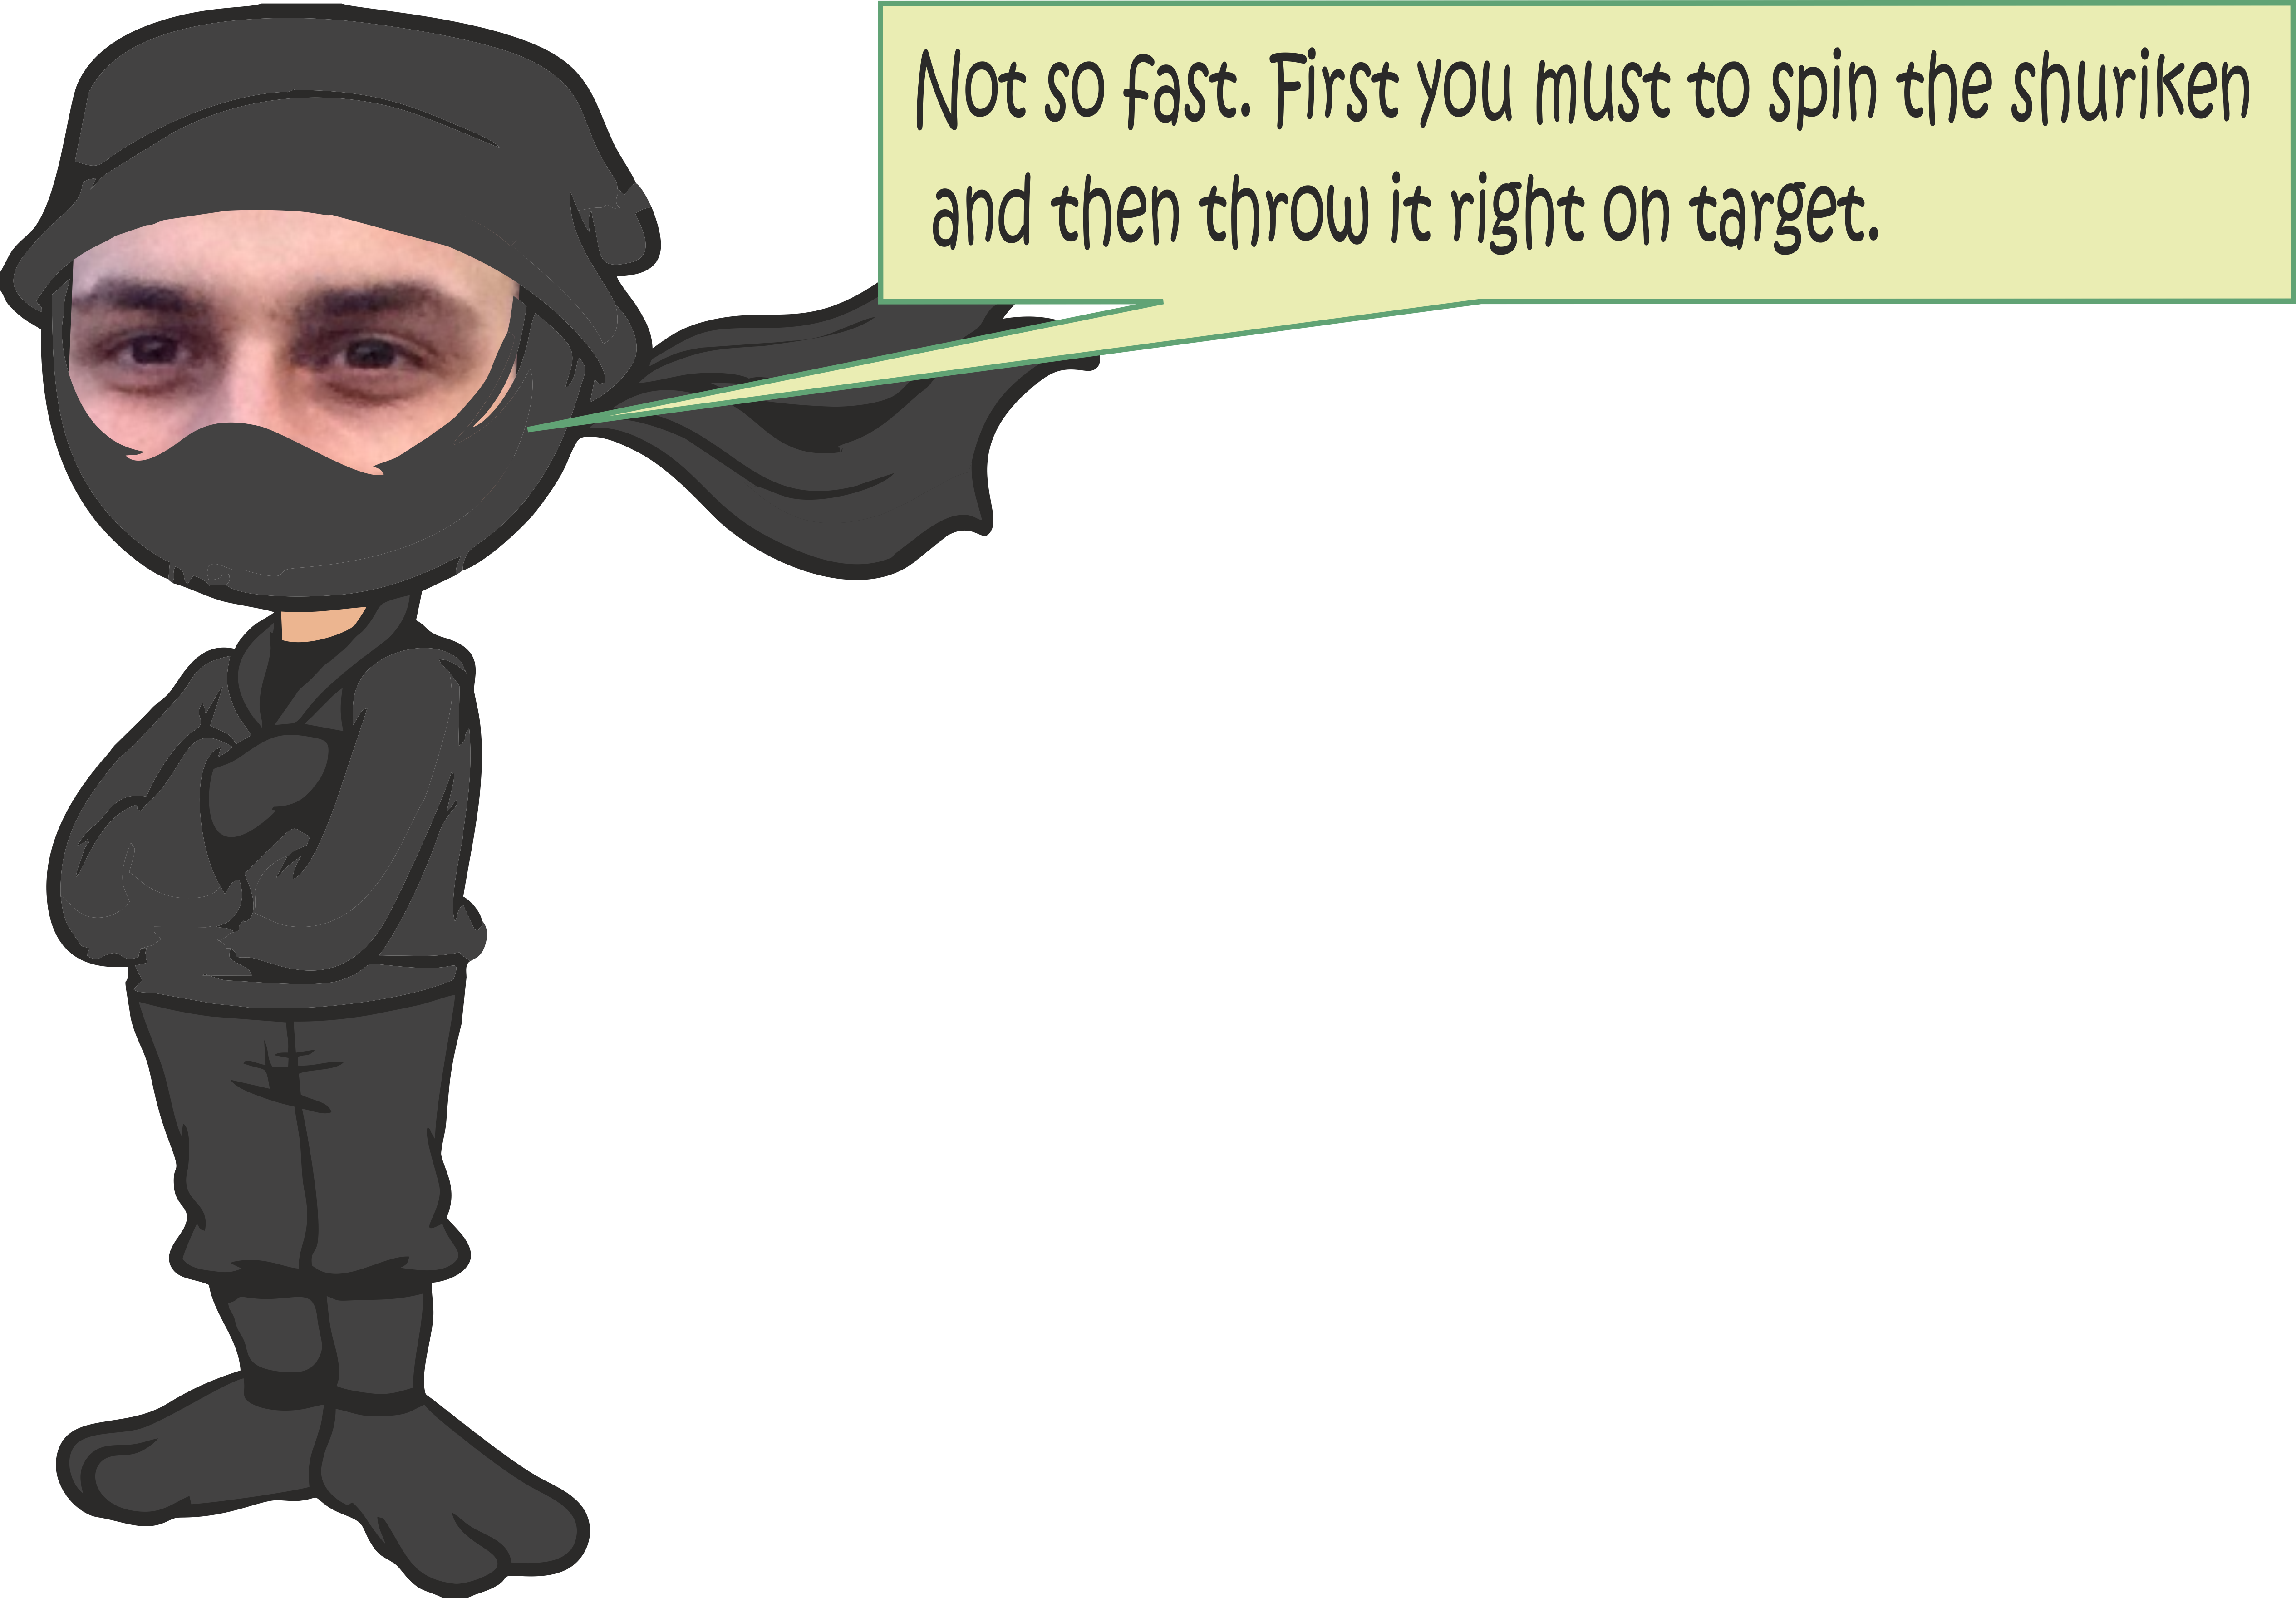 Not so fast. First you must to spin the shuriken
and then throw it right on target.